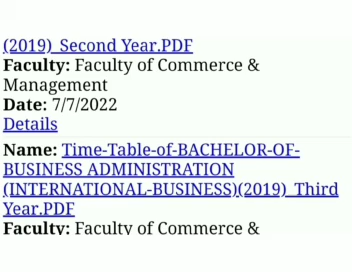 (2019)_Second Year.PDF
Faculty: Faculty of Commerce &
Management
Date: 7/7/2022
Details
Name: Time-Table-of-BACHELOR-OF-
BUSINESS ADMINISTRATION
(INTERNATIONAL-BUSINESS)(2019)_Third
Year.PDF
Faculty: Faculty of Commerce &